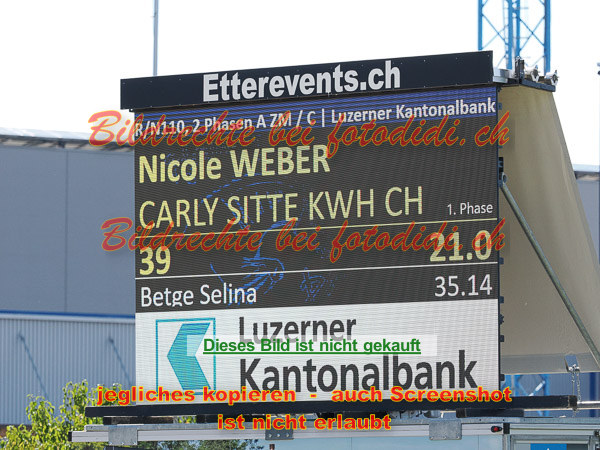 Etterevents.ch
R/N110, 2 Phasen A ZM / C | Luzerner Kantonalbank
Bildrechte bei fotodidi.ch
Nicole WEBER
CARLY SITTE KWH CH 1. Phase
Bildrechte bei fotodidi.ch
39 21.0
Betge Selina 35.14
Luzerner
Dieses Bild ist nicht gekauft
Kantonalbank
jegliches kopieren - auch Screenshot
ist nicht erlaubt